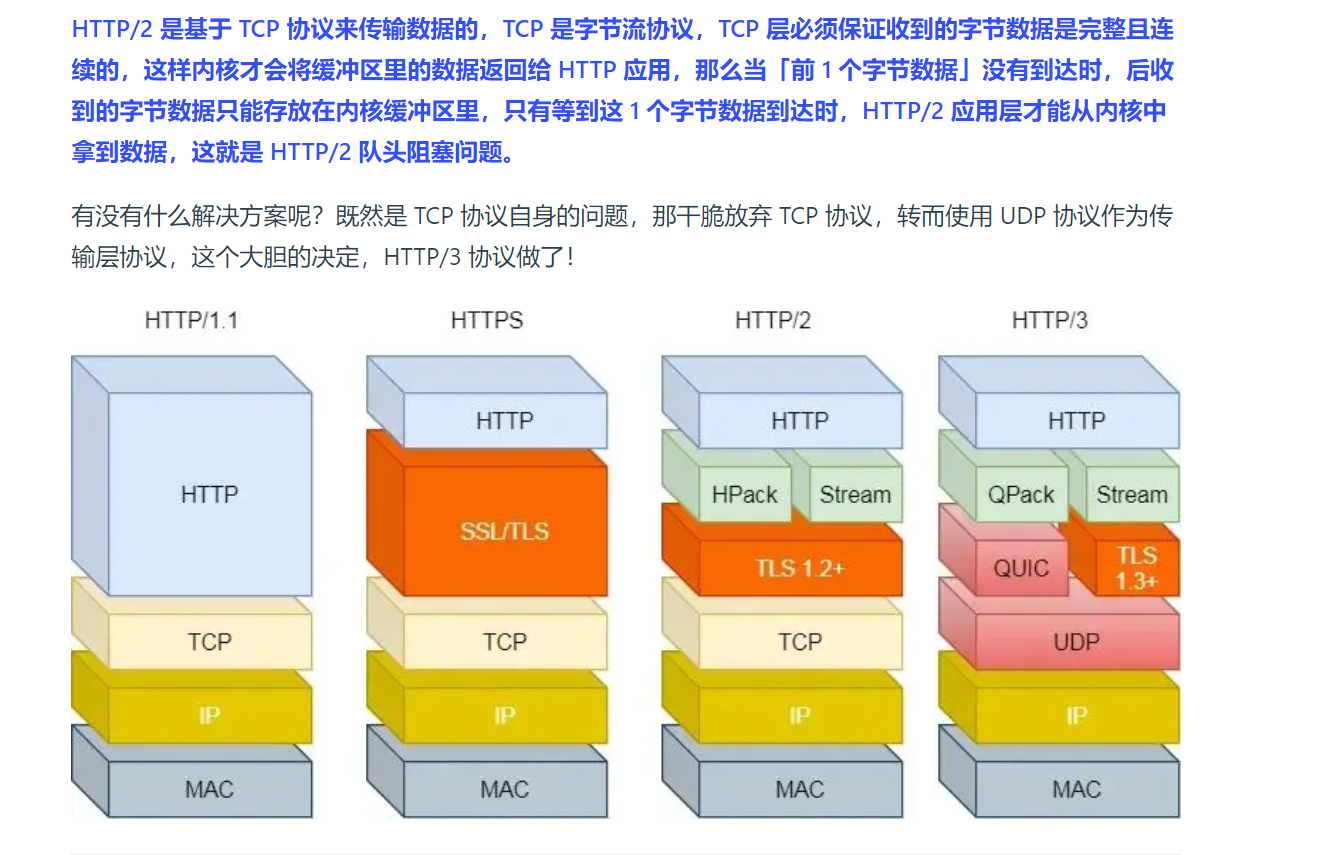 HTTP/2 是基于 TCP 协议来传输数据的，TCP 是字节流协议，TCP 层必须保证收到的字节数据是完整且连
续的，这样内核才会将缓冲区里的数据返回给 HTTP 应用，那么当「前 1 个字节数据」没有到达时，后收
到的字节数据只能存放在内核缓冲区里，只有等到这 1 个字节数据到达时，HTTP/2 应用层才能从内核中
拿到数据，这就是 HTTP/2 队头阻塞问题。
有没有什么解决方案呢？既然是 TCP 协议自身的问题，那干脆放弃 TCP 协议，转而使用 UDP 协议作为传
输层协议，这个大胆的决定，HTTP/3 协议做了！
HTTP/1.1
HTTP
TCP
IP
MAC
HTTPS
HTTP
SSL/TLS
TCP
IP
MAC
HTTP/2
HTTP
HPack
Stream
TLS 1.2+
TCP
IP
MAC
HTTP/3
HTTP
QPack
Stream
QUIC
TLS
1.3+
UDP
IP
MAC